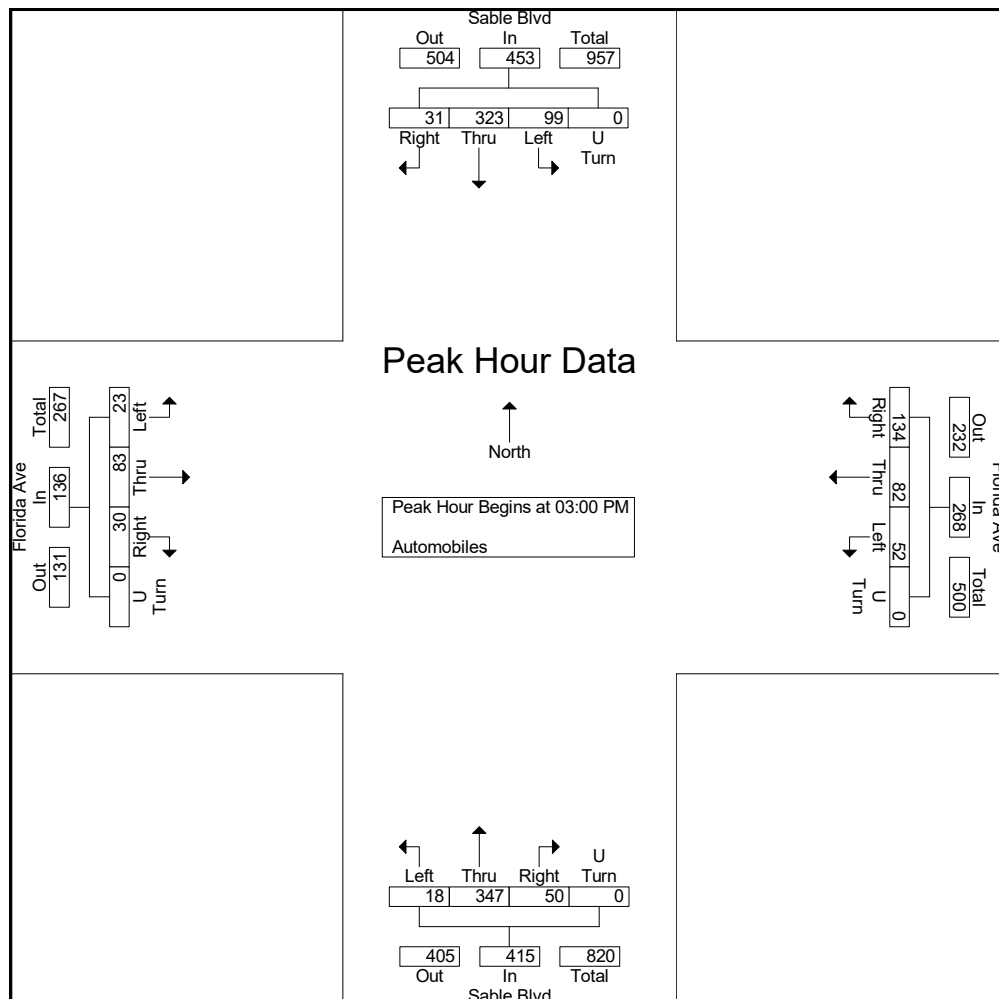 Sable Blvd
Out In Total
504 453 957
31 323 99 0
Right Thru Left U
Turn
Peak Hour Data
North
Peak Hour Begins at 03:00 PM
Automobiles
Florida Ave
Total In Out
267 136 131
23 83 30 0
Left Thru Right U
Turn
Out In Total
232 268 500
134 82 52 0
Right Thru Left U
Turn
U
Left Thru Right Turn
18 347 50 0
405 415 820
Out In Total
Sable Blvd